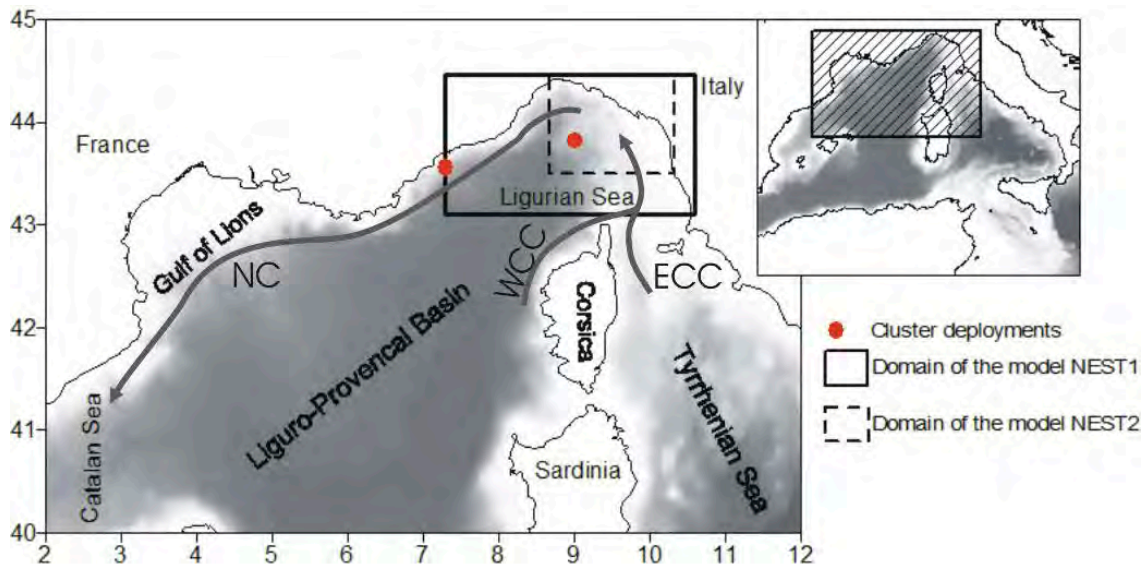 45
44
43
42
41
40
2 3 4 5 6 7 8 9 10 11 12
France
Italy
Ligurian Sea
Gulf of Lions
NC
WCC
ECC
Corsica
Liguro-Provencal Basin
Tyrrhenian Sea
Catalan Sea
Sardinia
Cluster deployments
Domain of the model NEST1
Domain of the model NEST2